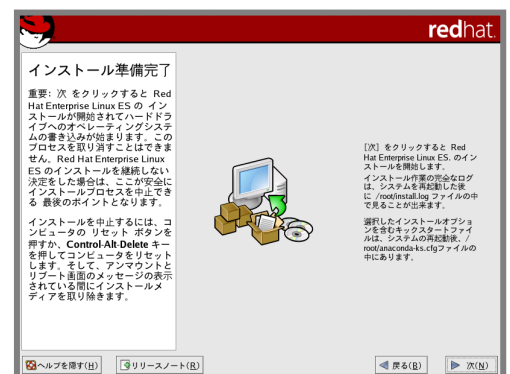 redhat.
インストール準備完了
重要: 次 をクリックすると Red
Hat Enterprise Linux ES の イン
ストールが開始されてハードドラ
イブへのオペレーティングシステ
ムの書き込みが始まります。この
プロセスを取り消すことはできま
せん。Red Hat Enterprise Linux
ES のインストールを継続しない
決定をした場合は、ここが安全に
インストールプロセスを中止でき
る 最後のポイントとなります。
インストールを中止するには、コ
ンピュータの リセット ボタンを
押すか、Control-Alt-Delete キー
を押してコンピュータをリセット
します。そして、アンマウントと
リブート画面のメッセージの表示
されている間にインストールメ
ディアを取り除きます。
[次] をクリックすると Red
Hat Enterprise Linux ES. のイン
ストールを開始します。
インストール作業の完全なログ
は、システムを再起動した後
に /root/install.log ファイルの中
で見ることが出来ます。
選択したインストールオプショ
ンを含むキックスタートファイ
ルは、システムの再起動後、/
root/anaconda-ks.cfgファイルの
中にあります。
ヘルプを隠す(H)
リリースノート(R)
戻る(B)
次(N)